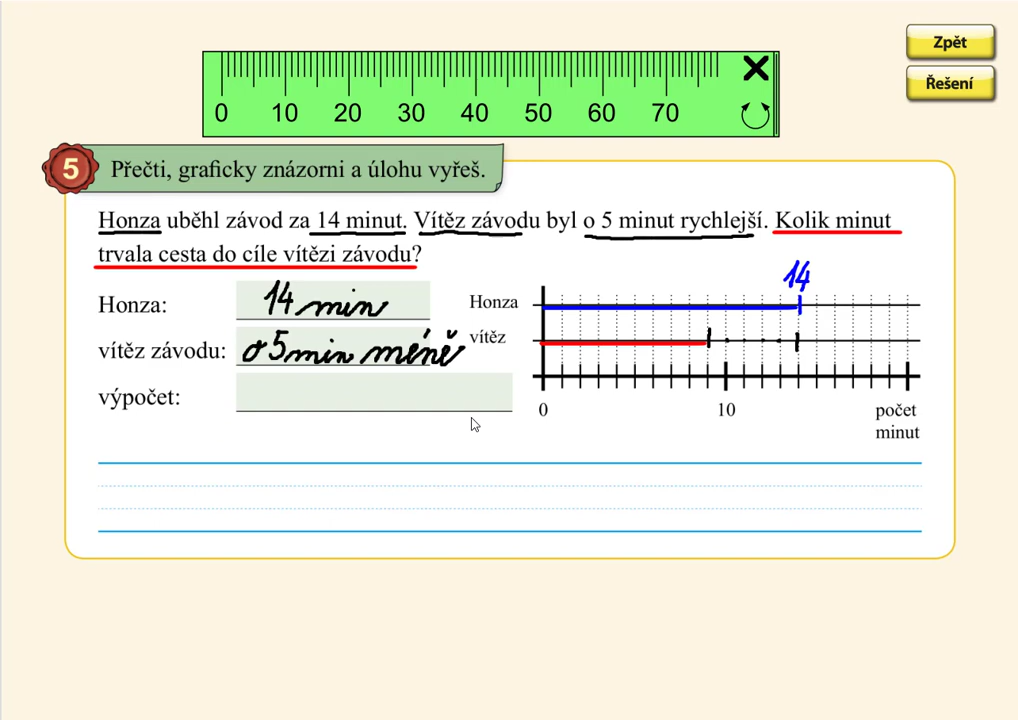 Zpět
Řešení
0 10 20 30 40 50 60 70
5 Přečti, graficky znázorni a úlohu vyřeš.
Honza uběhl závod za 14 minut. Vítěz závodu byl o 5 minut rychlejší. Kolik minut
trvala cesta do cíle vítězi závodu?
14
Honza: 14 min
Honza
vítěz závodu: o 5 min méně
vítěz
výpočet:
0 10 počet
minut